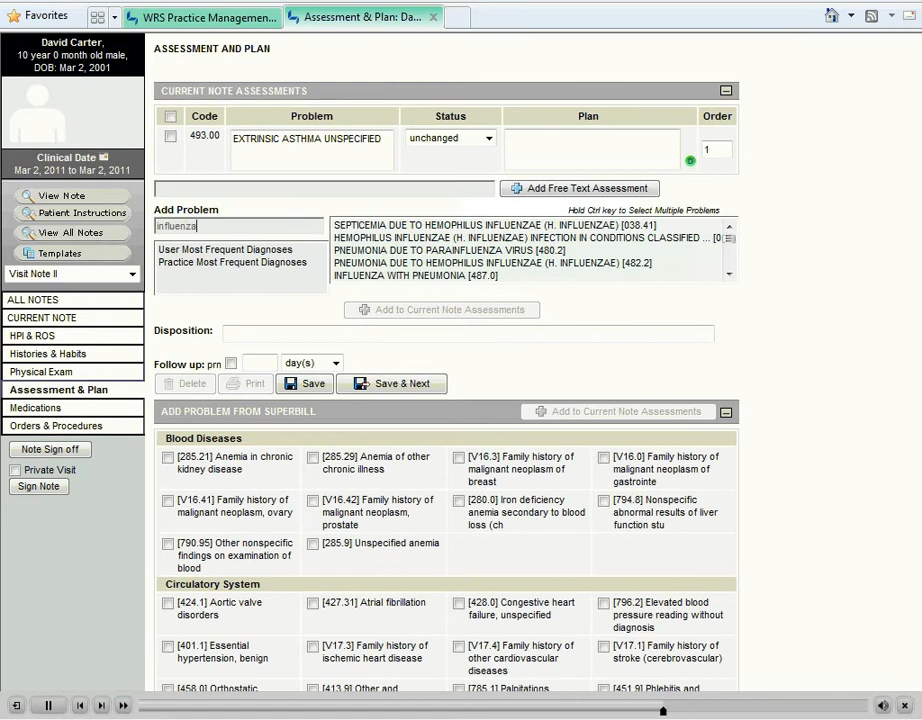 Favorites
WRS Practice Managemen...
Assessment & Plan: Da...
David Carter,
10 year 0 month old male,
DOB: Mar 2, 2001
Clinical Date
Mar 2, 2011 to Mar 2, 2011
View Note
Patient Instructions
View All Notes
Templates
Visit Note II
ALL NOTES
CURRENT NOTE
HPI & ROS
Histories & Habits
Physical Exam
Assessment & Plan
Medications
Orders & Procedures
Note Sign off
Private Visit
Sign Note
ASSESSMENT AND PLAN
CURRENT NOTE ASSESSMENTS
Code Problem Status Plan Order
493.00 EXTRINSIC ASTHMA UNSPECIFIED unchanged D 1
Add Free Text Assessment
Add Problem
Hold Ctrl key to Select Multiple Problems
influenza
User Most Frequent Diagnoses
Practice Most Frequent Diagnoses
SEPTICEMIA DUE TO HEMOPHILUS INFLUENZAE (H. INFLUENZAE) [038.41]
HEMOPHILUS INFLUENZAE (H. INFLUENZAE) INFECTION IN CONDITIONS CLASSIFIED ... [0
PNEUMONIA DUE TO PARAINFLUENZA VIRUS [480.2]
PNEUMONIA DUE TO HEMOPHILUS INFLUENZAE (H. INFLUENZAE) [482.2]
INFLUENZA WITH PNEUMONIA [487.0]
Add to Current Note Assessments
Disposition:
Follow up: prn day(s)
Delete Print Save Save & Next
ADD PROBLEM FROM SUPERBILL
Add to Current Note Assessments
Blood Diseases
[285.21] Anemia in chronic
kidney disease
[285.29] Anemia of other
chronic illness
[V16.3] Family history of
malignant neoplasm of
breast
[V16.0] Family history of
malignant neoplasm of
gastrointe
[V16.41] Family history of
malignant neoplasm, ovary
[V16.42] Family history of
malignant neoplasm,
prostate
[280.0] Iron deficiency
anemia secondary to blood
loss (ch
[794.8] Nonspecific
abnormal results of liver
function stu
[790.95] Other nonspecific
findings on examination of
blood
[285.9] Unspecified anemia
Circulatory System
[424.1] Aortic valve
disorders
[427.31] Atrial fibrillation
[428.0] Congestive heart
failure, unspecified
[796.2] Elevated blood
pressure reading without
diagnosis
[401.1] Essential
hypertension, benign
[V17.3] Family history of
ischemic heart disease
[V17.4] Family history of
other cardiovascular
diseases
[V17.1] Family history of
stroke (cerebrovascular)
[458.0] Orthostatic
[413.9] Other and
[785.1] Palpitations
[451.9] Phlebitis and